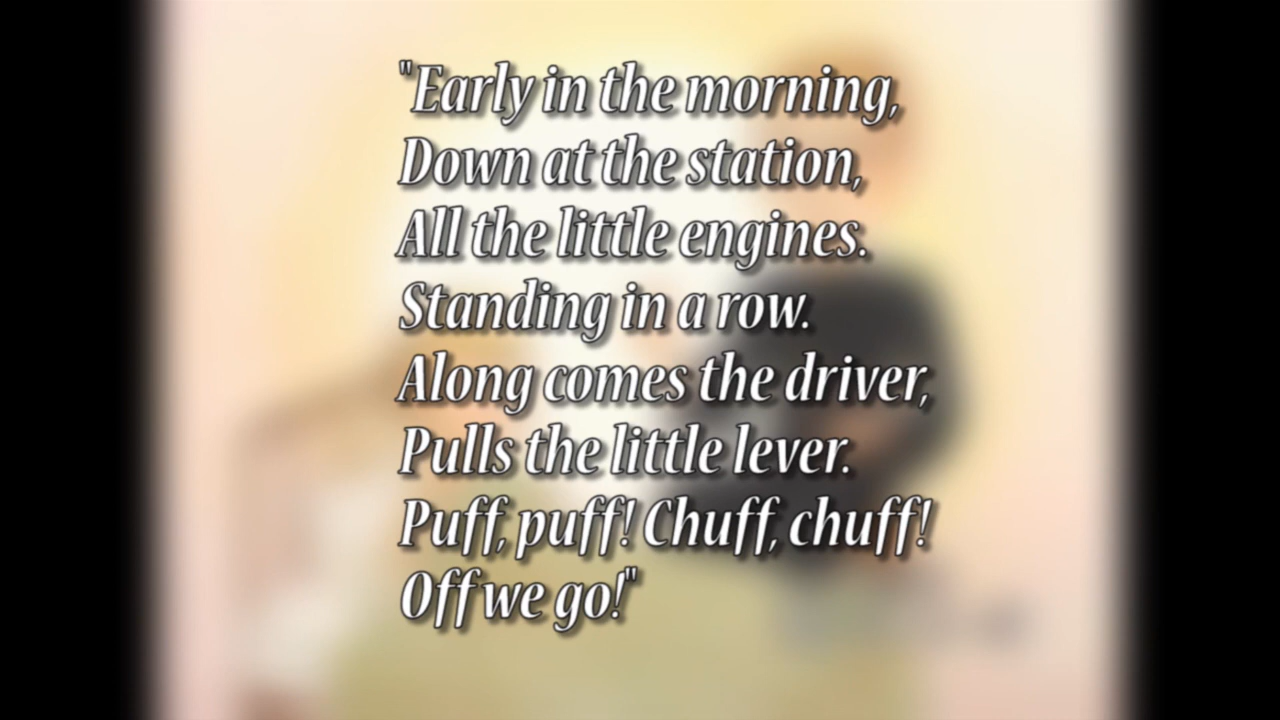 "Early in the morning,
Down at the station,
All the little engines.
Standing in a row.
Along comes the driver,
Pulls the little lever.
Puff, puff! Chuff, chuff!
Off we go!"